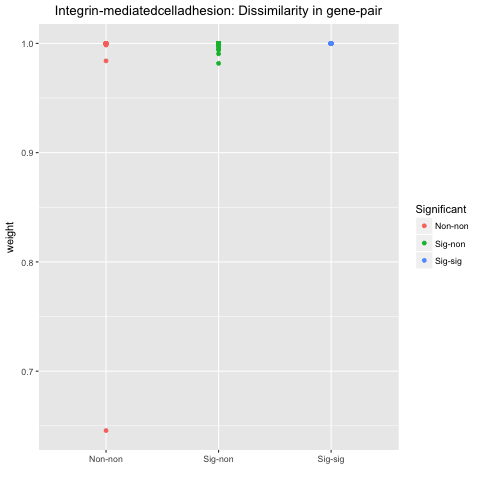 Integrin-mediatedcelladhesion: Dissimilarity in gene-pair
1.0
0.9
0.8
0.7
weight
Non-non
Sig-non
Sig-sig
Significant
Non-non
Sig-non
Sig-sig